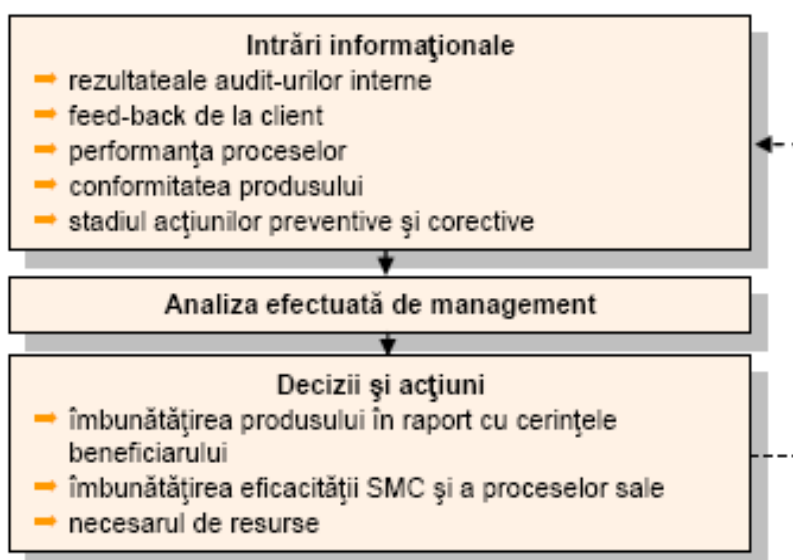 Intrări informaţionale
rezultateale audit-urilor interne
feed-back de la client
performanţa proceselor
conformitatea produsului
stadiul acţiunilor preventive şi corective
Analiza efectuată de management
Decizii şi acţiuni
îmbunătăţirea produsului în raport cu cerinţele
beneficiarului
îmbunătăţirea eficacităţii SMC şi a proceselor sale
necesarul de resurse